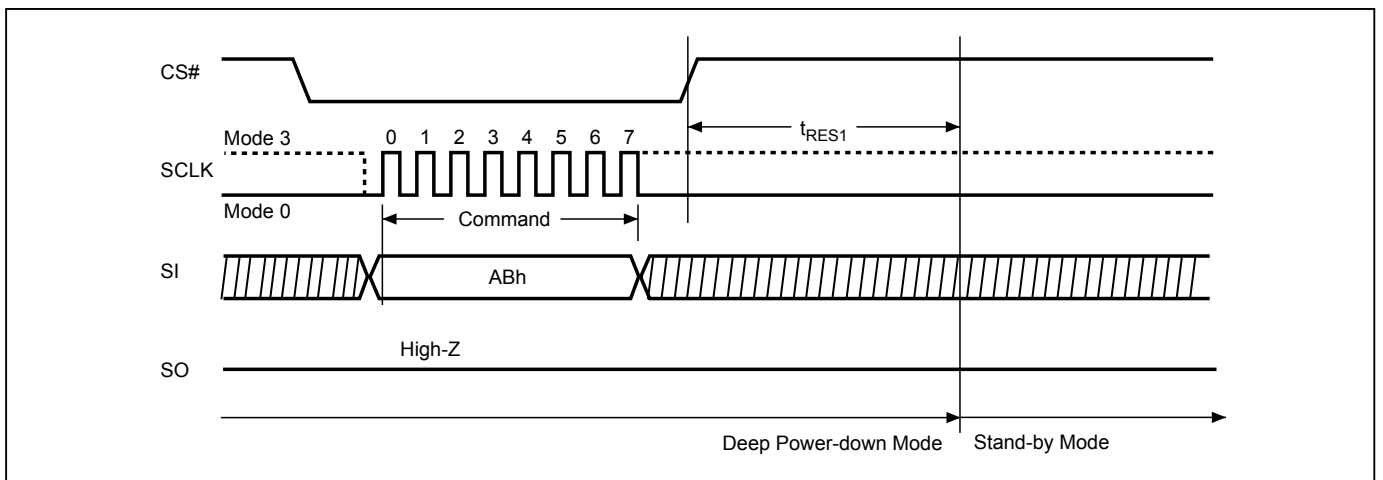 CS#
Mode 3
0 1 2 3 4 5 6 7
tRES1
SCLK
Mode 0
Command
SI
ABh
High-Z
SO
Deep Power-down Mode
Stand-by Mode